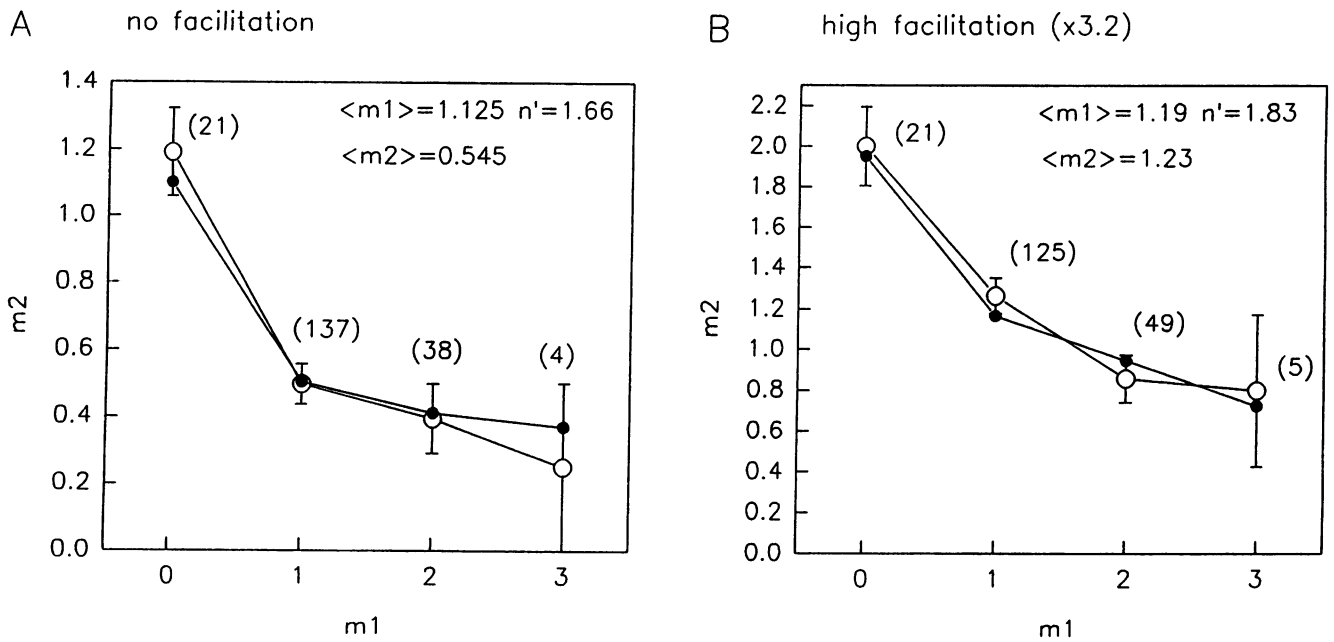 A no facilitation
1.4
1.2
1.0
0.8
0.6
0.4
0.2
0.0
m2
<m1>=1.125 n'=1.66
<m2>=0.545
(21)
(137)
(38)
(4)
0 1 2 3
m1
B high facilitation (x3.2)
2.2
2.0
1.8
1.6
1.4
1.2
1.0
0.8
0.6
0.4
0.2
0.0
m2
<m1>=1.19 n'=1.83
<m2>=1.23
(21)
(125)
(49)
(5)
0 1 2 3
m1